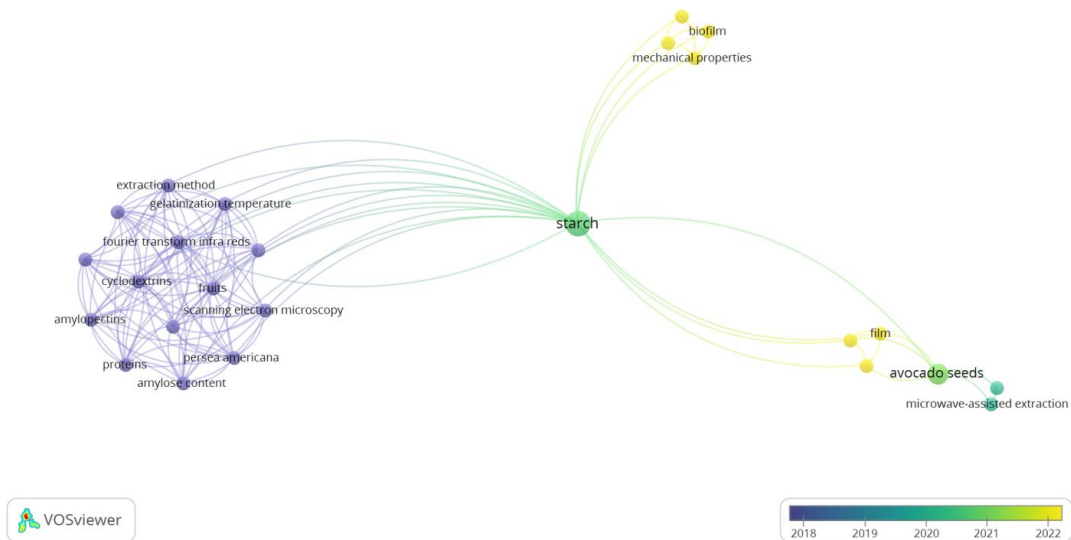 biofilm
mechanical properties
extraction method
gelatinization temperature
starch
fourier transform infra reds
cyclodextrins
fruits
scanning electron microscopy
amylopectins
film
persea americana
proteins
avocado seeds
amylose content
microwave-assisted extraction
VOSviewer
2018 2019 2020 2021 2022